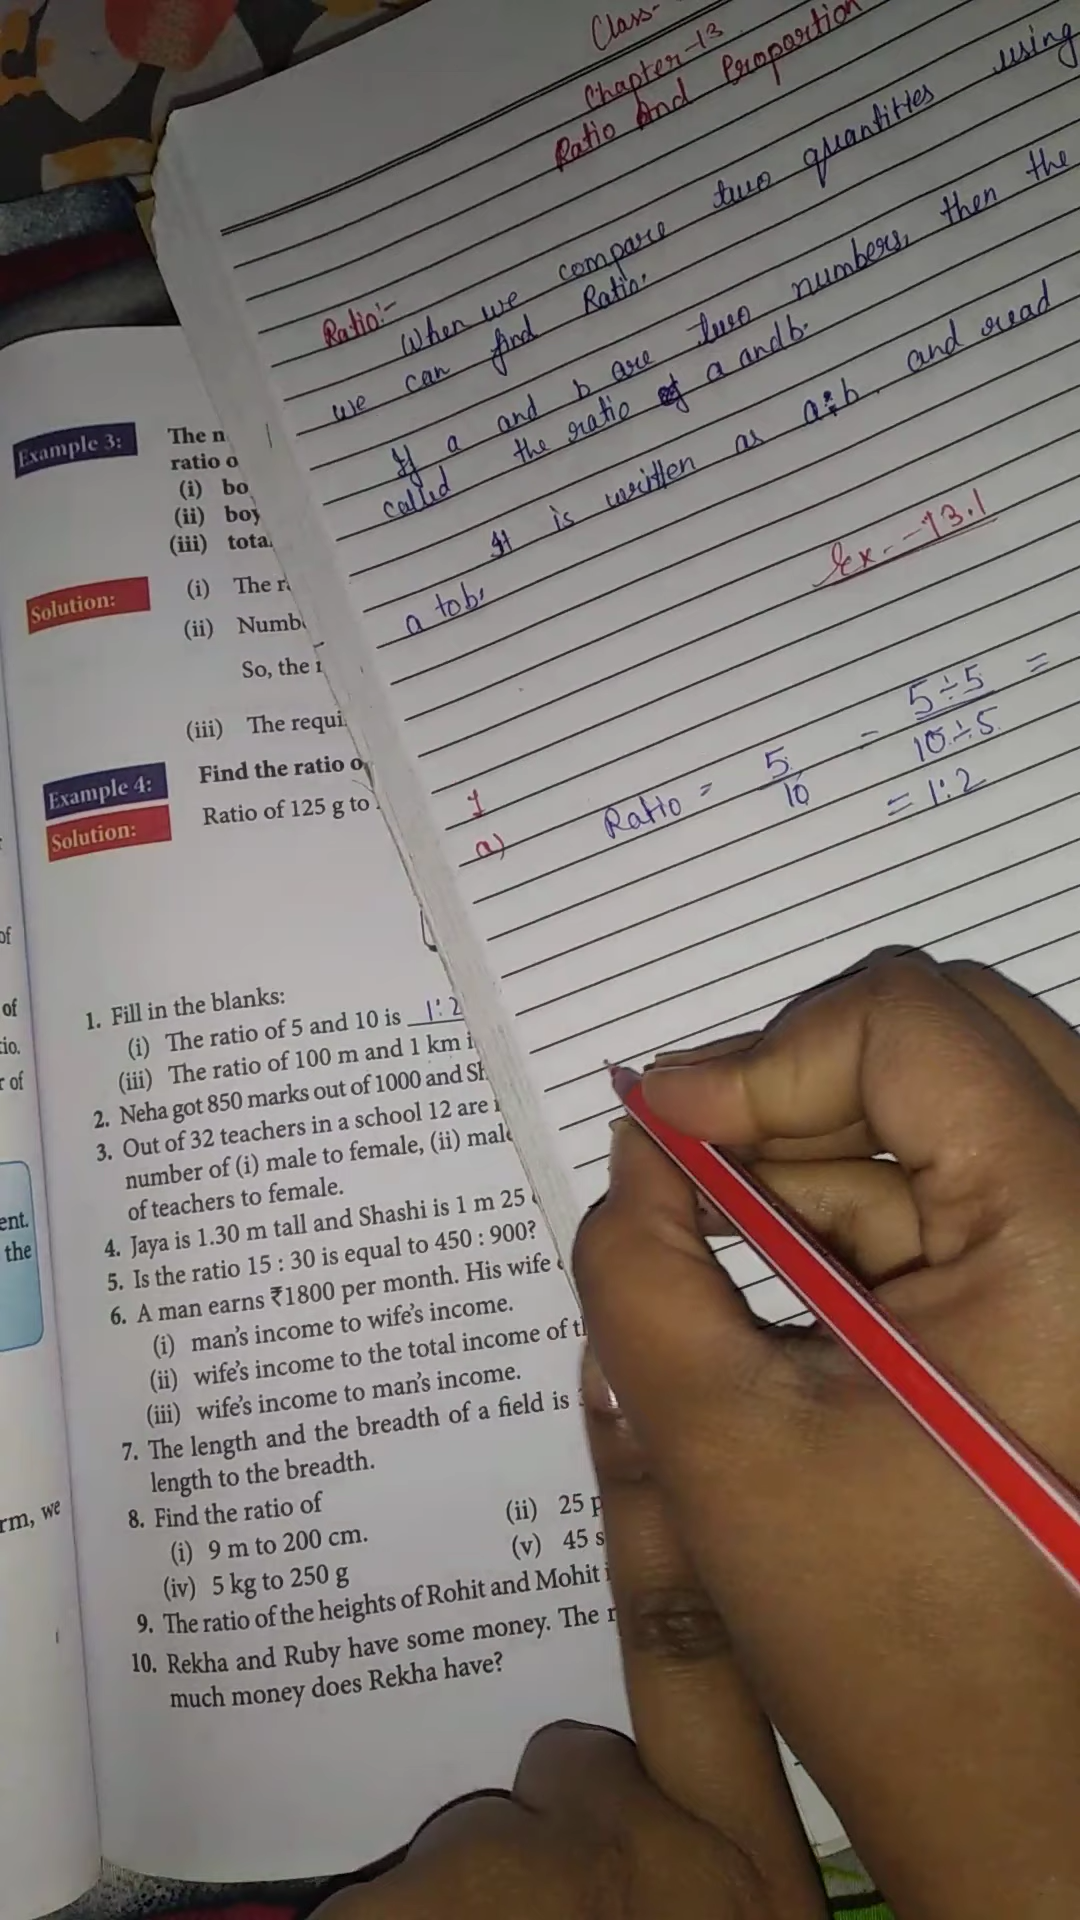 Class-
Chapter-13
Ratio And Proportion
Ratio:-
When we compare two quantities using
we can find Ratio.
If a and b are two numbers, then the
called the ratio of a and b.
It is written as a:b. and read
a to b.
Ex.-13.1
1
a) Ratio = 5/10 = 5÷5/10÷5 =
= 1:2
Example 3: The n
ratio o
(i) bo
(ii) boy
(iii) tota
Solution: (i) The r
(ii) Numb
So, the
(iii) The requi
Example 4: Find the ratio o
Solution: Ratio of 125 g to
of
of
tio.
r of
ent.
the
rm, we
1. Fill in the blanks:
(i) The ratio of 5 and 10 is 1:2
(iii) The ratio of 100 m and 1 km i
2. Neha got 850 marks out of 1000 and Sh
3. Out of 32 teachers in a school 12 are
number of (i) male to female, (ii) male
of teachers to female.
4. Jaya is 1.30 m tall and Shashi is 1 m 25
5. Is the ratio 15 : 30 is equal to 450 : 900?
6. A man earns ₹1800 per month. His wife
(i) man's income to wife's income.
(ii) wife's income to the total income of t
(iii) wife's income to man's income.
7. The length and the breadth of a field is
length to the breadth.
8. Find the ratio of
(i) 9 m to 200 cm. (ii) 25 p
(iv) 5 kg to 250 g (v) 45 s
9. The ratio of the heights of Rohit and Mohit i
10. Rekha and Ruby have some money. The r
much money does Rekha have?